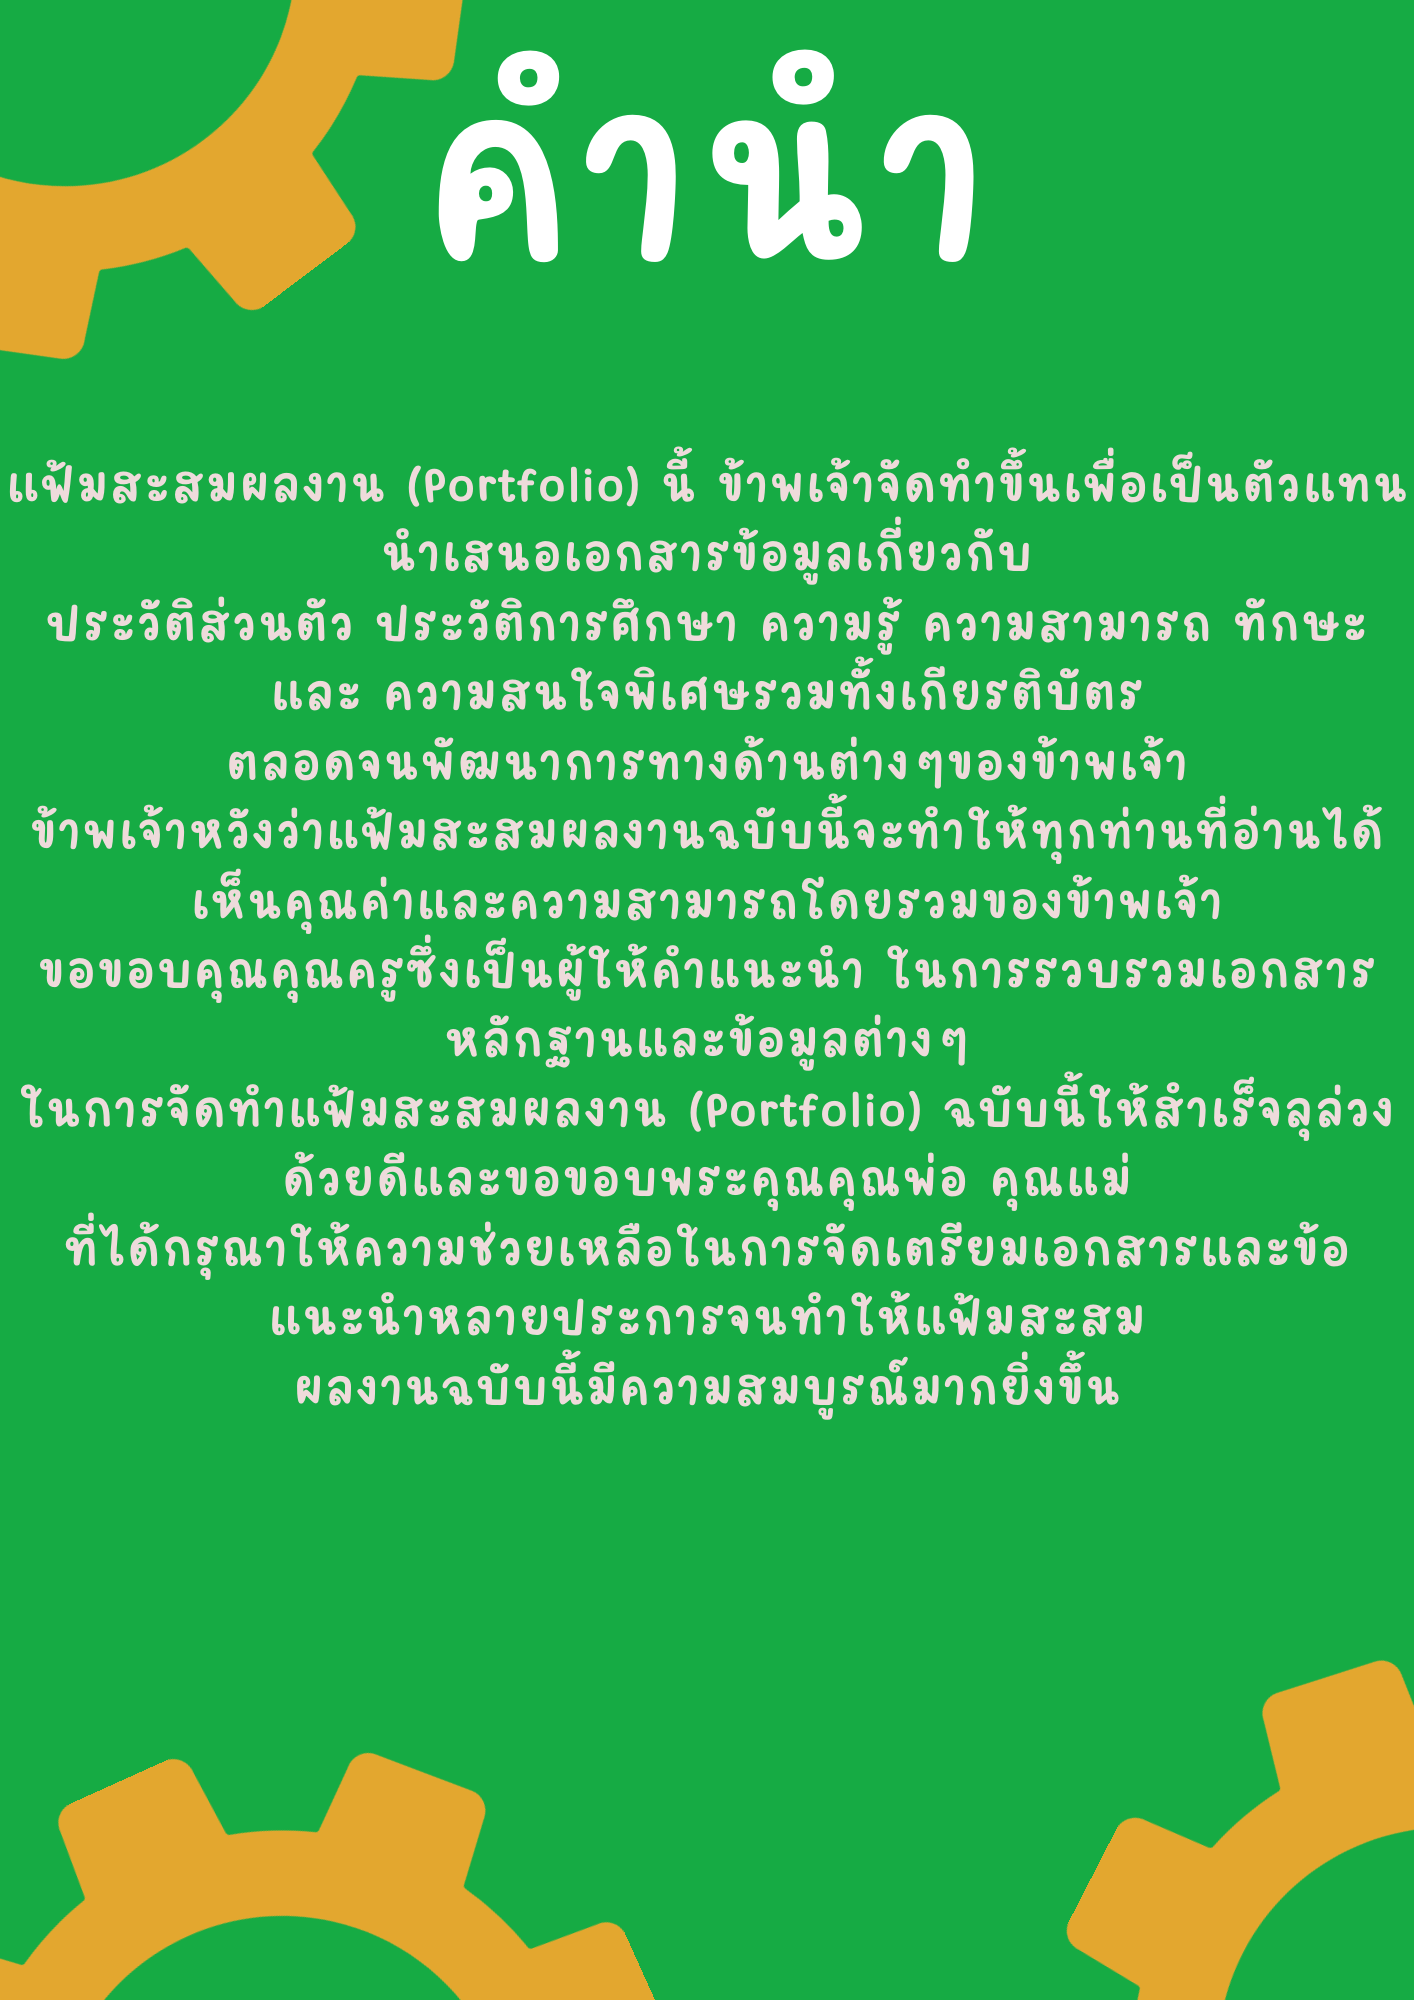 คำนำ
แฟ้มสะสมผลงาน (Portfolio) นี้ ข้าพเจ้าจัดทำขึ้นเพื่อเป็นตัวแทน
นำเสนอเอกสารข้อมูลเกี่ยวกับ
ประวัติส่วนตัว ประวัติการศึกษา ความรู้ ความสามารถ ทักษะ
และ ความสนใจพิเศษรวมทั้งเกียรติบัตร
ตลอดจนพัฒนาการทางด้านต่างๆของข้าพเจ้า
ข้าพเจ้าหวังว่าแฟ้มสะสมผลงานฉบับนี้จะทำให้ทุกท่านที่อ่านได้
เห็นคุณค่าและความสามารถโดยรวมของข้าพเจ้า
ขอขอบคุณคุณครูซึ่งเป็นผู้ให้คำแนะนำ ในการรวบรวมเอกสาร
หลักฐานและข้อมูลต่างๆ
ในการจัดทำแฟ้มสะสมผลงาน (Portfolio) ฉบับนี้ให้สำเร็จลุล่วง
ด้วยดีและขอขอบพระคุณคุณพ่อ คุณแม่
ที่ได้กรุณาให้ความช่วยเหลือในการจัดเตรียมเอกสารและข้อ
แนะนำหลายประการจนทำให้แฟ้มสะสม
ผลงานฉบับนี้มีความสมบูรณ์มากยิ่งขึ้น